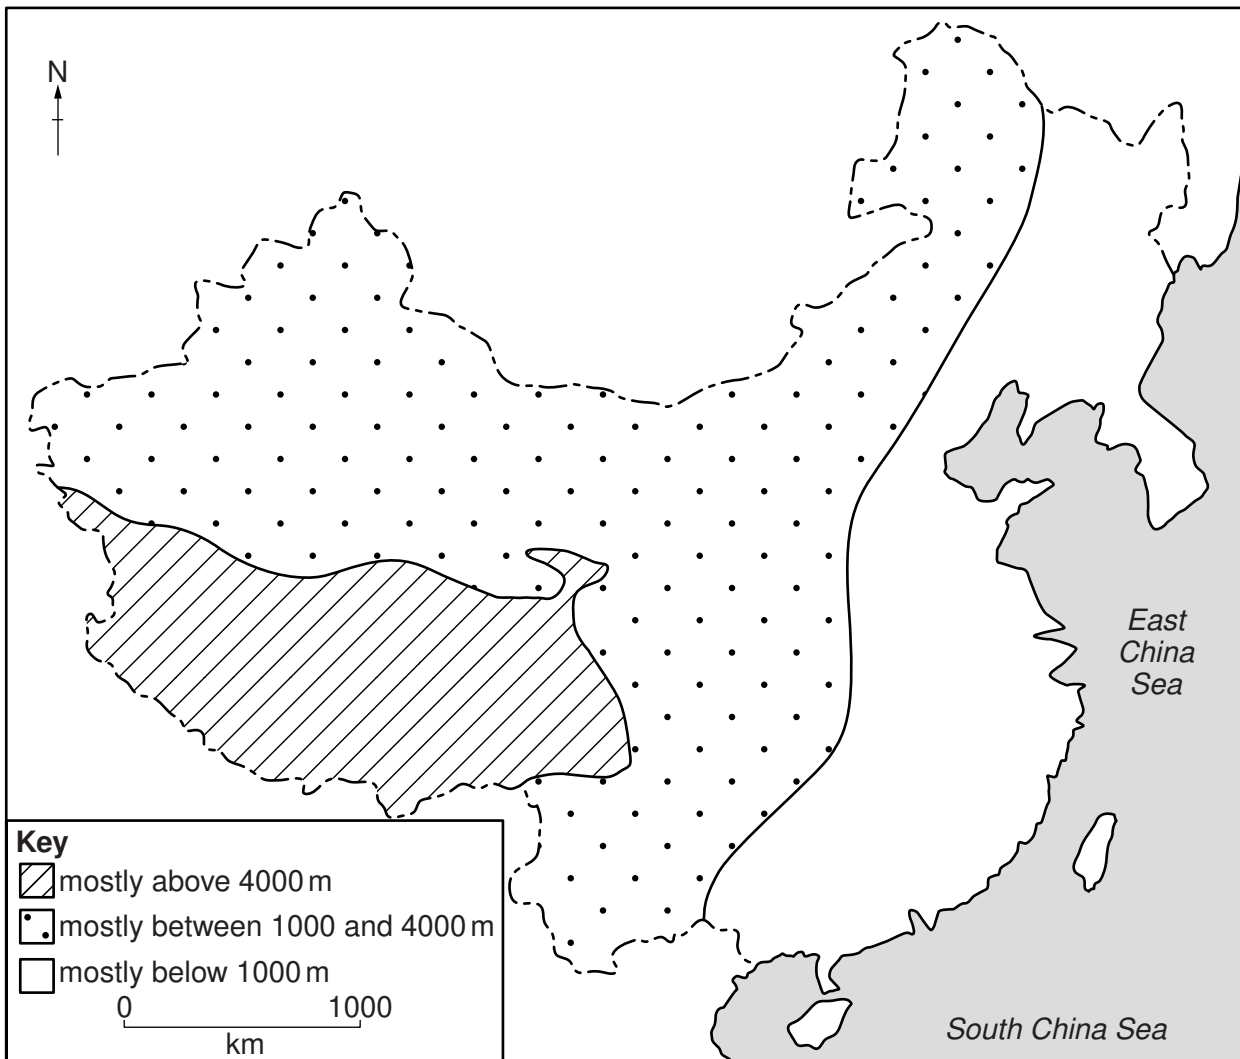 N
East
China
Sea
Key
mostly above 4000 m
mostly between 1000 and 4000 m
mostly below 1000 m
0 1000
km
South China Sea